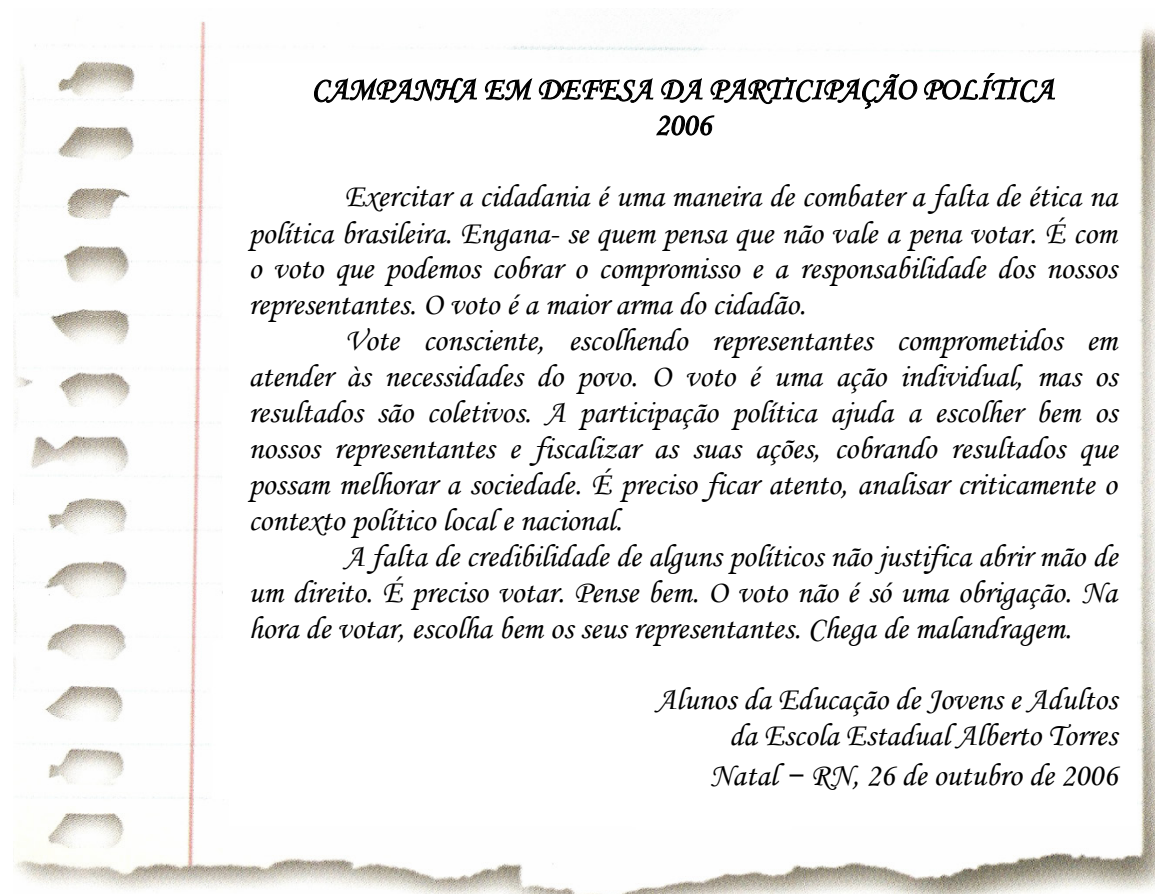 CAMPANHA EM DEFESA DA PARTICIPAÇÃO POLÍTICA
2006
Exercitar a cidadania é uma maneira de combater a falta de ética na
política brasileira. Engana- se quem pensa que não vale a pena votar. É com
o voto que podemos cobrar o compromisso e a responsabilidade dos nossos
representantes. O voto é a maior arma do cidadão.
Vote consciente, escolhendo representantes comprometidos em
atender às necessidades do povo. O voto é uma ação individual, mas os
resultados são coletivos. A participação política ajuda a escolher bem os
nossos representantes e fiscalizar as suas ações, cobrando resultados que
possam melhorar a sociedade. É preciso ficar atento, analisar criticamente o
contexto político local e nacional.
A falta de credibilidade de alguns políticos não justifica abrir mão de
um direito. É preciso votar. Pense bem. O voto não é só uma obrigação. Na
hora de votar, escolha bem os seus representantes. Chega de malandragem.
Alunos da Educação de Jovens e Adultos
da Escola Estadual Alberto Torres
Natal – RN, 26 de outubro de 2006